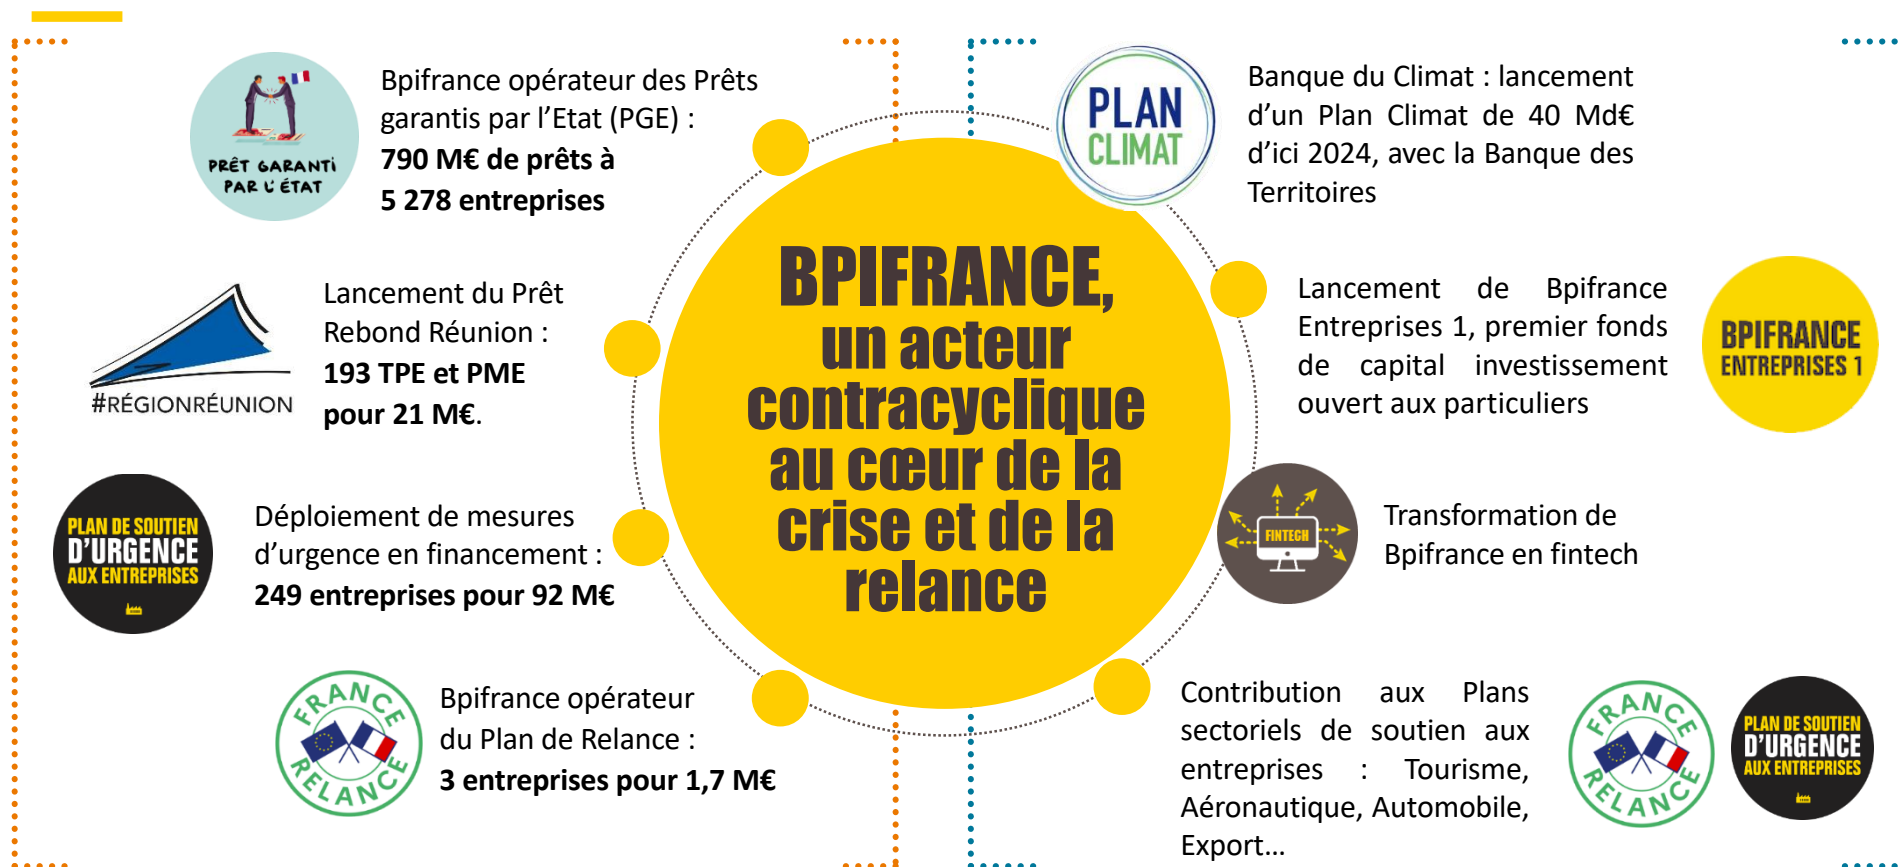 PRÊT GARANTi
PAR L'ÉTAT
Bpifrance opérateur des Prêts
garantis par l’Etat (PGE) :
790 M€ de prêts à
5 278 entreprises
#RÉGIONRÉUNION
Lancement du Prêt
Rebond Réunion :
193 TPE et PME
pour 21 M€.
PLAN DE SOUTIEN
D'URGENCE
AUX ENTREPRISES
Déploiement de mesures
d’urgence en financement :
249 entreprises pour 92 M€
FRANCE
RELANCE
Bpifrance opérateur
du Plan de Relance :
3 entreprises pour 1,7 M€
BPIFRANCE,
un acteur
contracyclique
au cœur de la
crise et de la
relance
PLAN
CLIMAT
Banque du Climat : lancement
d’un Plan Climat de 40 Md€
d’ici 2024, avec la Banque des
Territoires
Lancement de Bpifrance
Entreprises 1, premier fonds
de capital investissement
ouvert aux particuliers
BPIFRANCE
ENTREPRISES 1
FINTECH
Transformation de
Bpifrance en fintech
Contribution aux Plans
sectoriels de soutien aux
entreprises : Tourisme,
Aéronautique, Automobile,
Export…
FRANCE
RELANCE
PLAN DE SOUTIEN
D'URGENCE
AUX ENTREPRISES